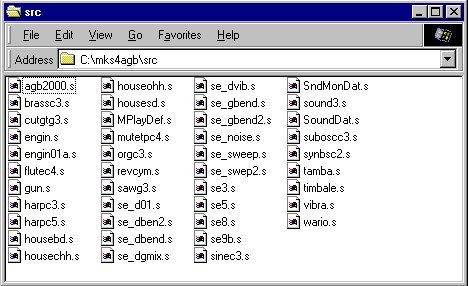 src
File Edit View Go Favorites Help
Address C:\mks4agb\src
agb2000.s
brassc3.s
cutgtg3.s
engin.s
engin01a.s
flutec4.s
gun.s
harpc3.s
harpc5.s
housebd.s
housechh.s
houseohh.s
housesd.s
MPlayDef.s
mutetpc4.s
orgc3.s
revcym.s
sawg3.s
se_d01.s
se_dben2.s
se_dbend.s
se_dgmix.s
se_dvib.s
se_gbend.s
se_gbend2.s
se_noise.s
se_sweep.s
se_swep2.s
se3.s
se5.s
se8.s
se9b.s
sinec3.s
SndMonDat.s
sound3.s
SoundDat.s
suboscc3.s
synbsc2.s
tamba.s
timbale.s
vibra.s
wario.s